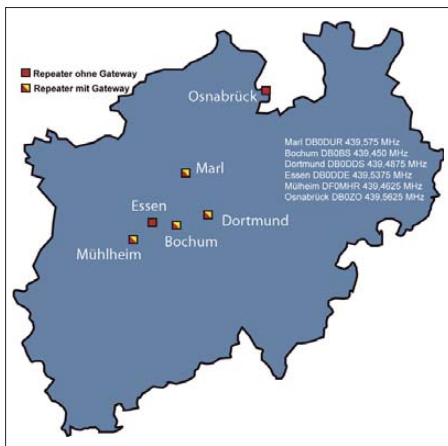 Repeater ohne Gateway
Repeater mit Gateway
Osnabrück
Marl DB0DUR 439,575 MHz
Bochum DB0BS 439,450 MHz
Dortmund DB0DDS 439,4875 MHz
Essen DB0DDE 439,5375 MHz
Mülheim DF0MHR 439,4625 MHz
Osnabrück DB0ZO 439,5625 MHz
Marl
Essen
Dortmund
Bochum
Mühlheim